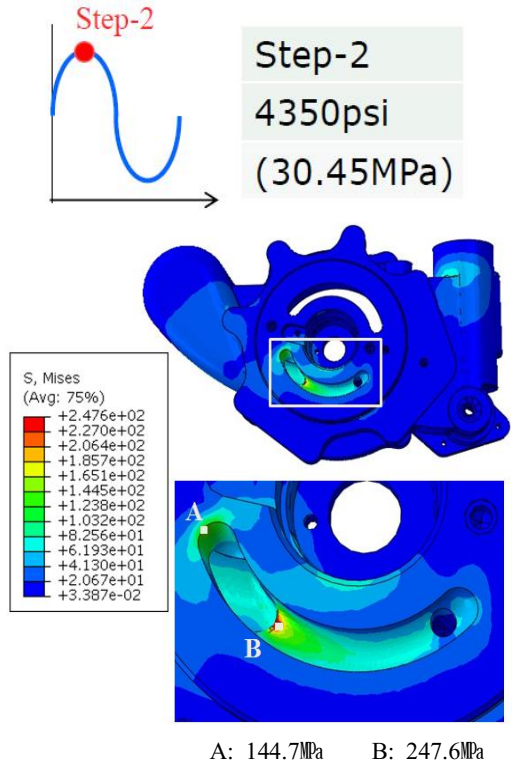 Step-2
Step-2
4350psi
(30.45MPa)
S, Mises
(Avg: 75%)
+2.476e+02
+2.270e+02
+2.064e+02
+1.857e+02
+1.651e+02
+1.445e+02
+1.238e+02
+1.032e+02
+8.256e+01
+6.193e+01
+4.130e+01
+2.067e+01
+3.387e-02
A
B
A: 144.7㎫ B: 247.6㎫